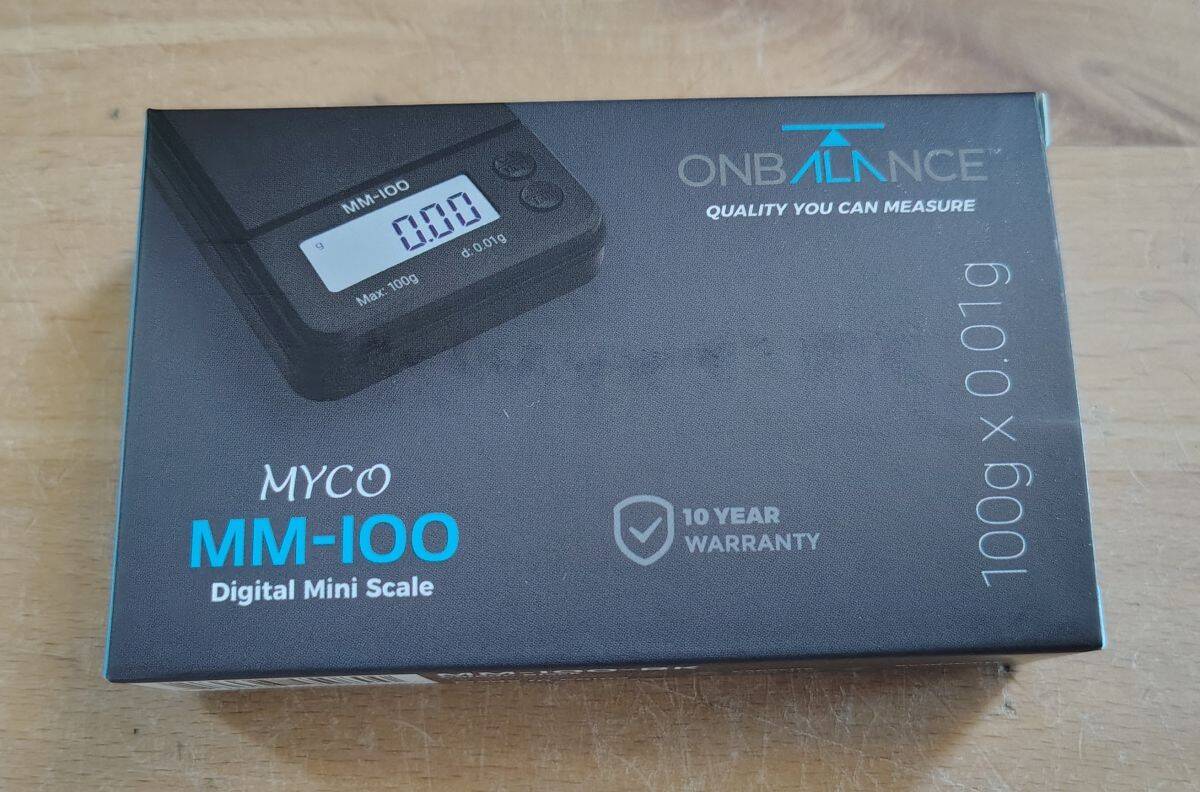 MM-100
g 0.00
Max: 100g d: 0.01g
ONBALANCE™
QUALITY YOU CAN MEASURE
100g x 0.01g
MYCO
MM-100
Digital Mini Scale
10 YEAR
WARRANTY